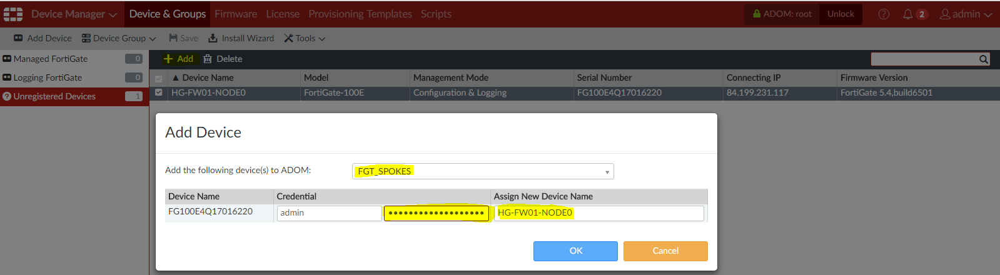 Device Manager Device & Groups Firmware License Provisioning Templates Scripts ADOM: root Unlock ? 2 admin
Add Device Device Group Save Install Wizard Tools
Managed FortiGate 0
Logging FortiGate 0
? Unregistered Devices 1
Add Delete
Device Name Model Management Mode Serial Number Connecting IP Firmware Version
HG-FW01-NODE0 FortiGate-100E Configuration & Logging FG100E4Q17016220 84.199.231.117 FortiGate 5.4,build6501
Add Device
Add the following device(s) to ADOM: FGT_SPOKES
Device Name Credential Assign New Device Name
FG100E4Q17016220 admin ●●●●●●●●●●●●●●●●●●● HG-FW01-NODE0
OK Cancel